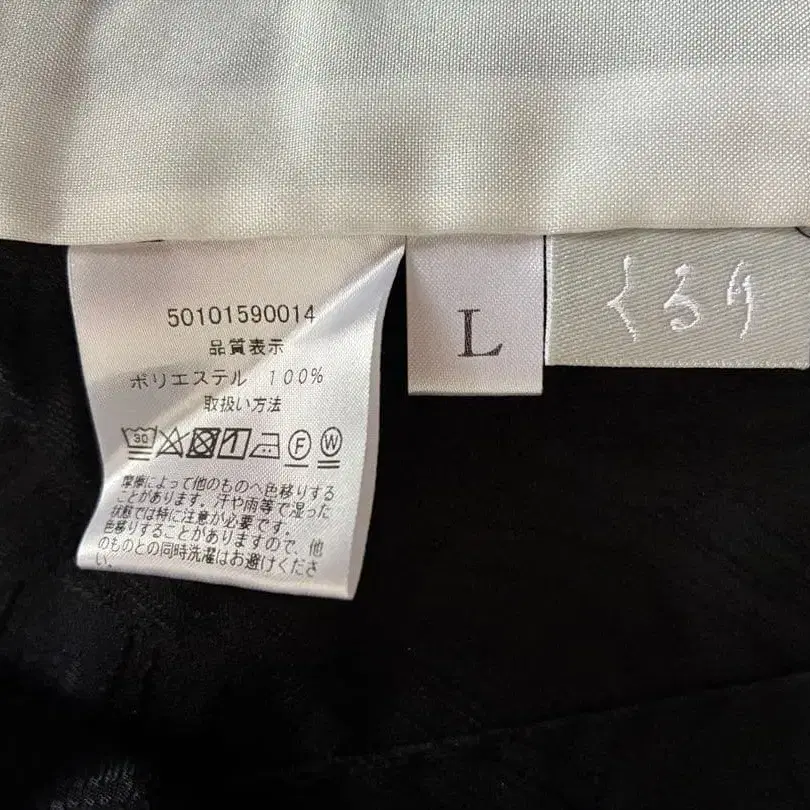 50101590014
品質表示
ポリエステル 100%
取扱い方法
30 F W
摩擦によって他のものへ色移りする
ことがあります。汗や雨等で湿った
状態では特に注意が必要です。
色移りすることがありますので、他
のものとの同時洗濯はお避けくださ
い。
L
くるり